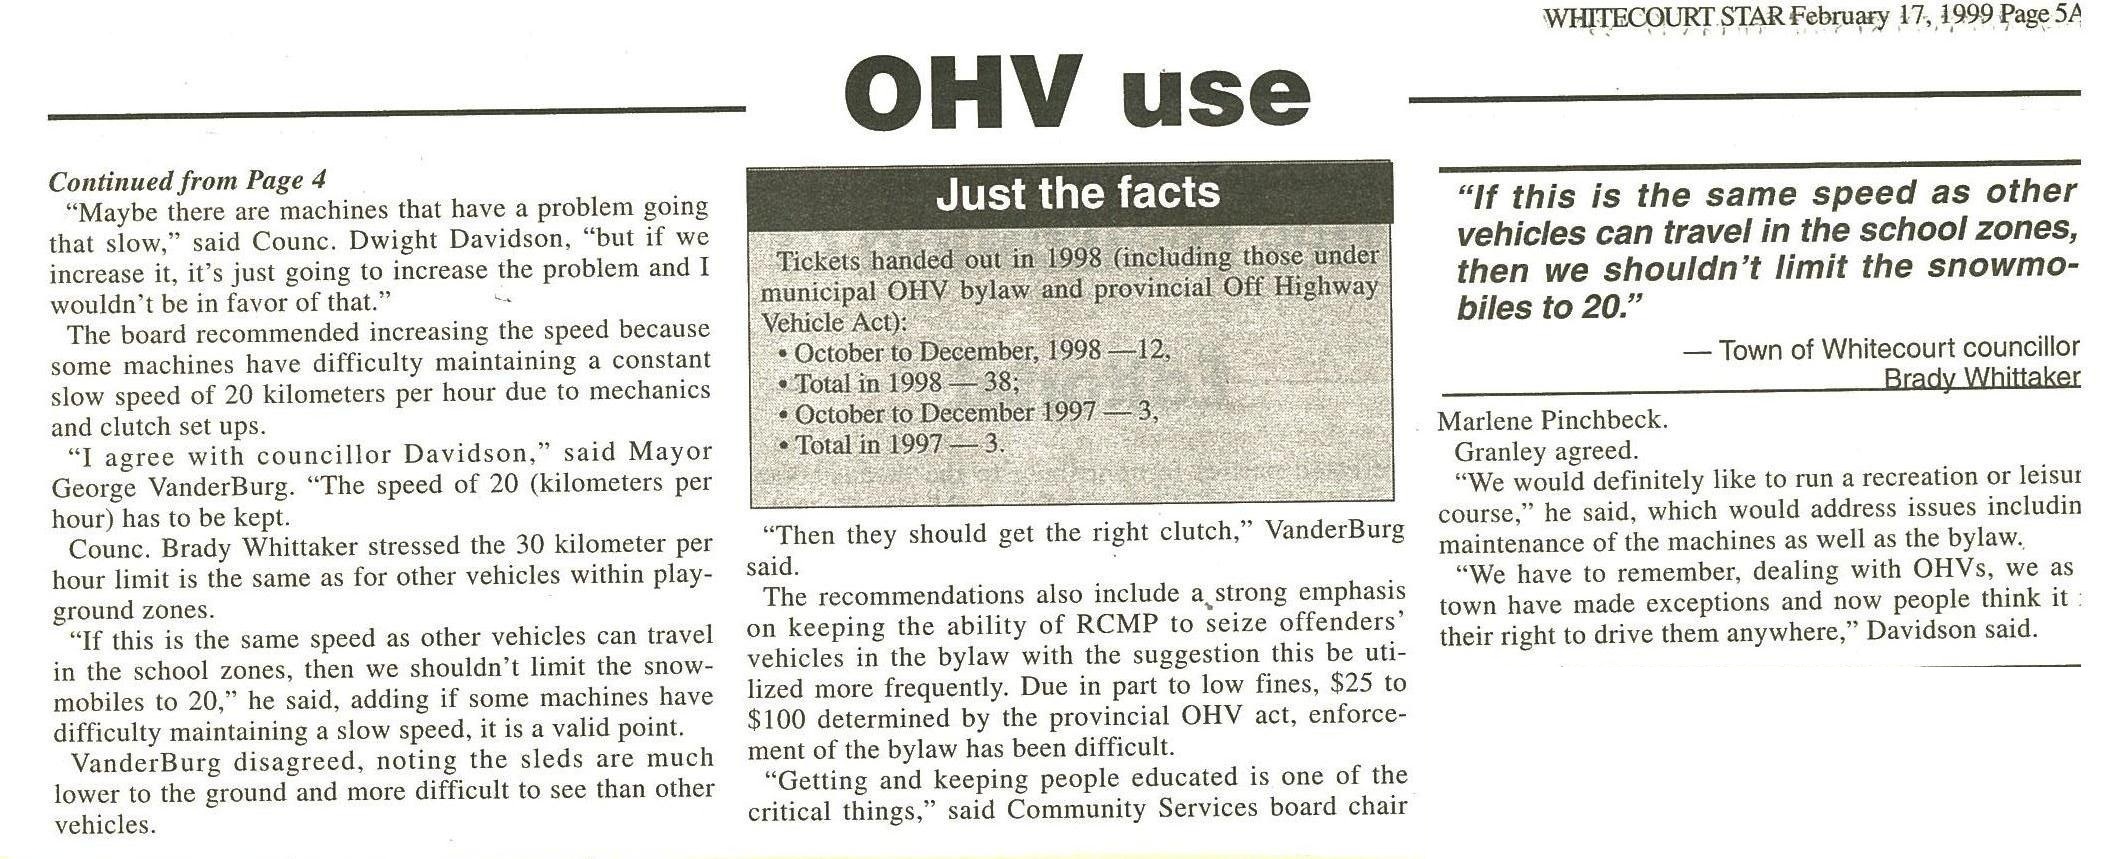 WHITECOURT STAR February 17, 1999 Page 5A
OHV use
Continued from Page 4
“Maybe there are machines that have a problem going
that slow,” said Counc. Dwight Davidson, “but if we
increase it, it’s just going to increase the problem and I
wouldn’t be in favor of that.”
The board recommended increasing the speed because
some machines have difficulty maintaining a constant
slow speed of 20 kilometers per hour due to mechanics
and clutch set ups.
“I agree with councillor Davidson,” said Mayor
George VanderBurg. “The speed of 20 (kilometers per
hour) has to be kept.
Counc. Brady Whittaker stressed the 30 kilometer per
hour limit is the same as for other vehicles within play-
ground zones.
“If this is the same speed as other vehicles can travel
in the school zones, then we shouldn’t limit the snow-
mobiles to 20,” he said, adding if some machines have
difficulty maintaining a slow speed, it is a valid point.
VanderBurg disagreed, noting the sleds are much
lower to the ground and more difficult to see than other
vehicles.
Just the facts
Tickets handed out in 1998 (including those under
municipal OHV bylaw and provincial Off Highway
Vehicle Act):
• October to December, 1998 —12,
• Total in 1998 — 38;
• October to December 1997 — 3,
• Total in 1997 — 3.
“Then they should get the right clutch,” VanderBurg
said.
The recommendations also include a strong emphasis
on keeping the ability of RCMP to seize offenders’
vehicles in the bylaw with the suggestion this be uti-
lized more frequently. Due in part to low fines, $25 to
$100 determined by the provincial OHV act, enforce-
ment of the bylaw has been difficult.
“Getting and keeping people educated is one of the
critical things,” said Community Services board chair
“If this is the same speed as other
vehicles can travel in the school zones,
then we shouldn’t limit the snowmo-
biles to 20.”
— Town of Whitecourt councillor
Brady Whittaker
Marlene Pinchbeck.
Granley agreed.
“We would definitely like to run a recreation or leisur
course,” he said, which would address issues includin
maintenance of the machines as well as the bylaw.
“We have to remember, dealing with OHVs, we as
town have made exceptions and now people think it
their right to drive them anywhere,” Davidson said.